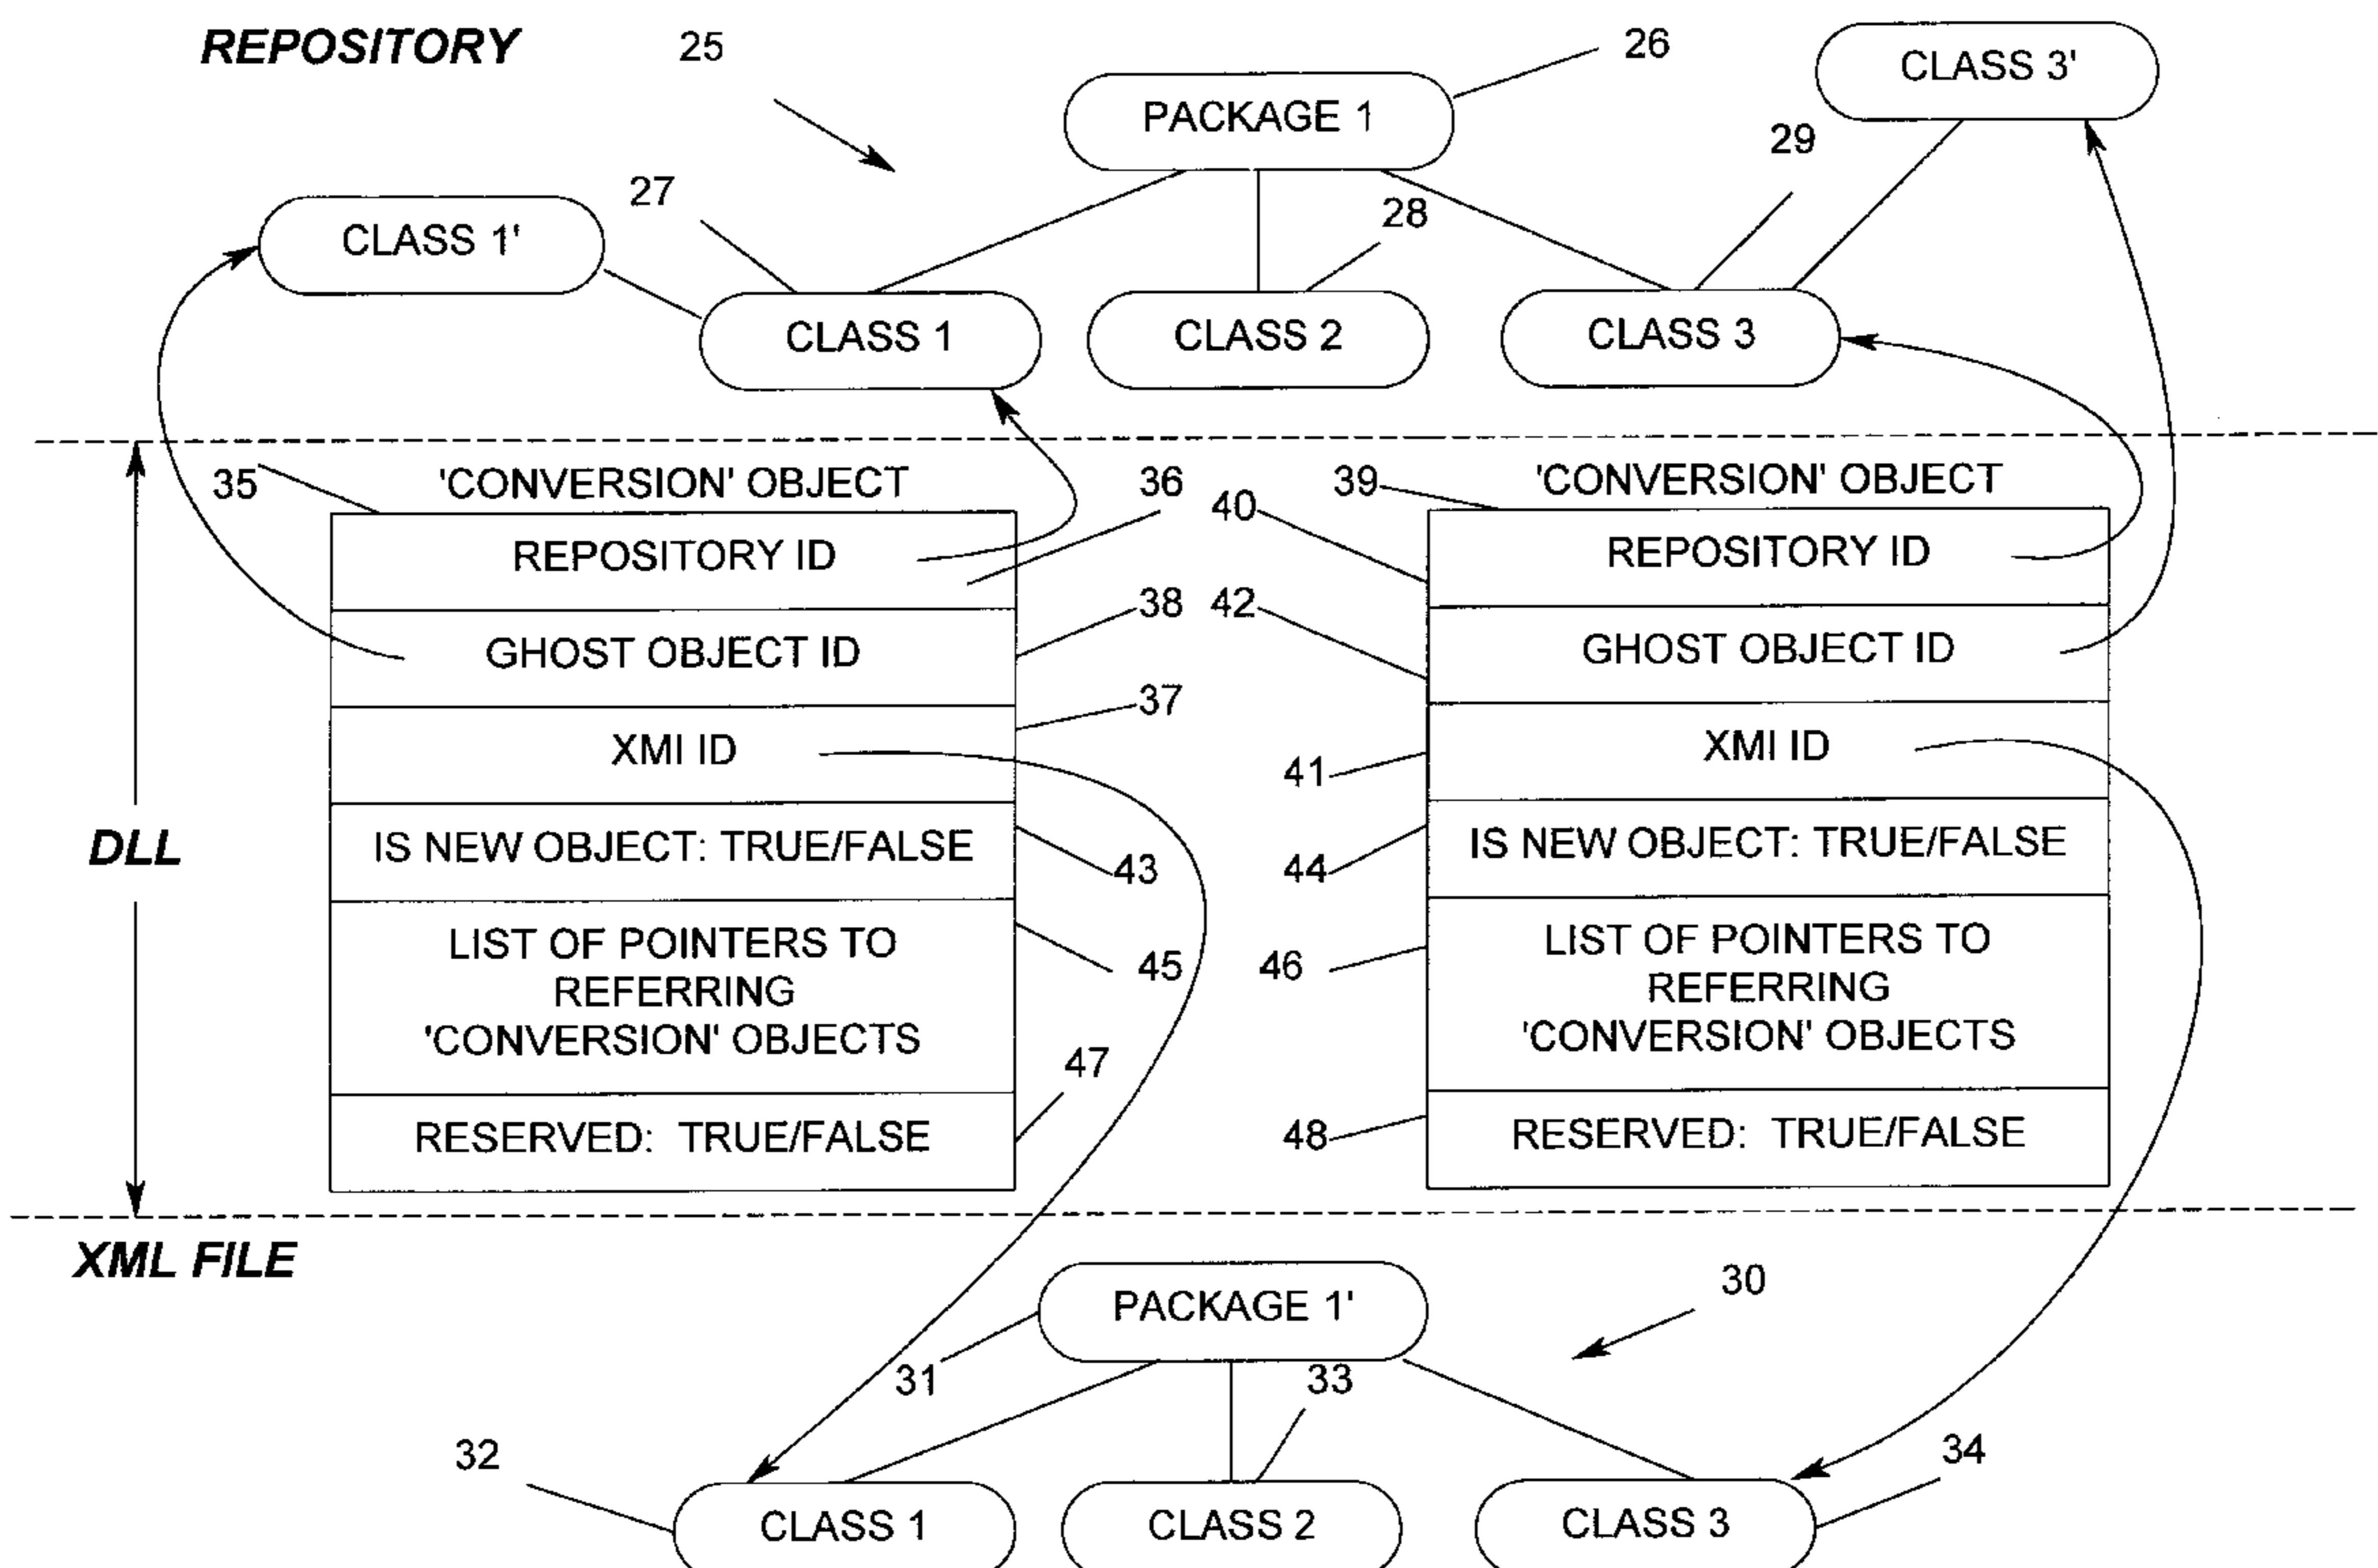 REPOSITORY
25
26
CLASS 3'
PACKAGE 1
29
27
28
CLASS 1'
CLASS 1
CLASS 2
CLASS 3
35
'CONVERSION' OBJECT
36
40
39
'CONVERSION' OBJECT
REPOSITORY ID
REPOSITORY ID
38
42
GHOST OBJECT ID
GHOST OBJECT ID
37
XMI ID
XMI ID
41
DLL
IS NEW OBJECT: TRUE/FALSE
43
44
IS NEW OBJECT: TRUE/FALSE
LIST OF POINTERS TO
REFERRING
'CONVERSION' OBJECTS
45
46
LIST OF POINTERS TO
REFERRING
'CONVERSION' OBJECTS
47
RESERVED: TRUE/FALSE
48
RESERVED: TRUE/FALSE
XML FILE
PACKAGE 1'
30
31
33
32
34
CLASS 1
CLASS 2
CLASS 3